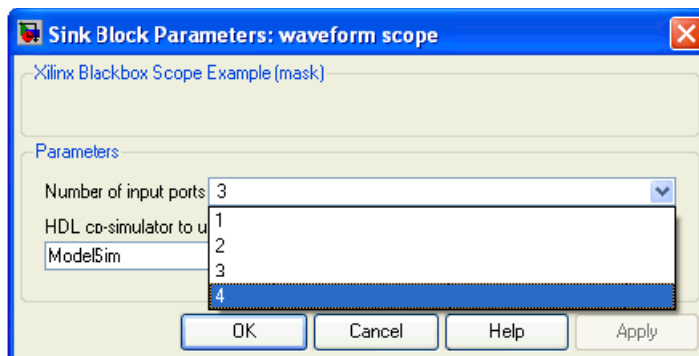 Sink Block Parameters: waveform scope
Xilinx Blackbox Scope Example (mask)
Parameters
Number of input ports 3
1
HDL co-simulator to u
2
ModelSim
3
4
OK Cancel Help Apply